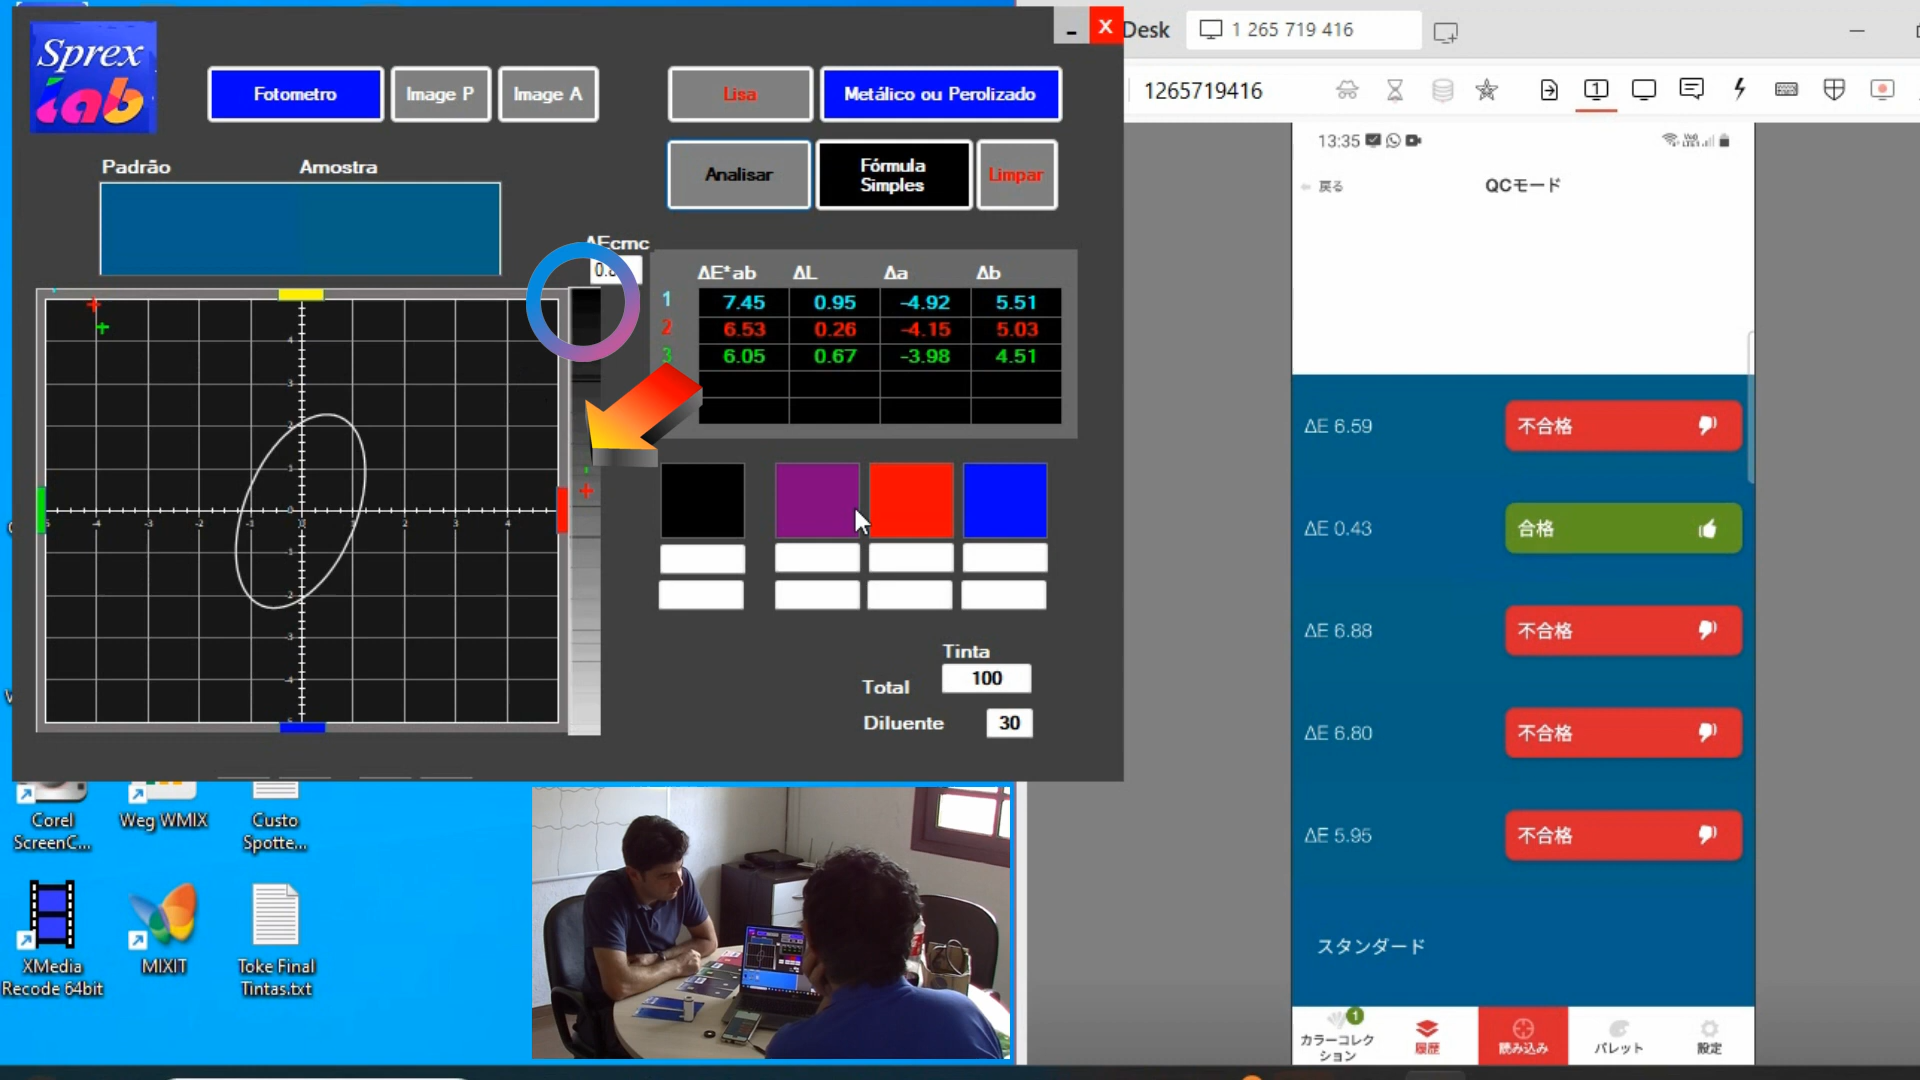 Sprex
Lab
Fotometro
Image P
Image A
Lisa
Metálico ou Perolizado
Analisar
Fórmula
Simples
Limpar
Padrão
Amostra
ΔEcmc
ΔE*ab ΔL Δa Δb
1 7.45 0.95 -4.92 5.51
2 6.53 0.26 -4.15 5.03
3 6.05 0.67 -3.98 4.51
Tinta
Total 100
Diluente 30
Corel
ScreenC...
Weg WMIX
Custo
Spotte...
XMedia
Recode 64bit
MIXIT
Toke Final
Tintas.txt
Desk
1 265 719 416
1265719416
13:35
戻る
QCモード
ΔE 6.59
不合格
ΔE 0.43
合格
ΔE 6.88
不合格
ΔE 6.80
不合格
ΔE 5.95
不合格
スタンダード
1
カラーコレク
ション
履歴
読み込み
パレット
設定